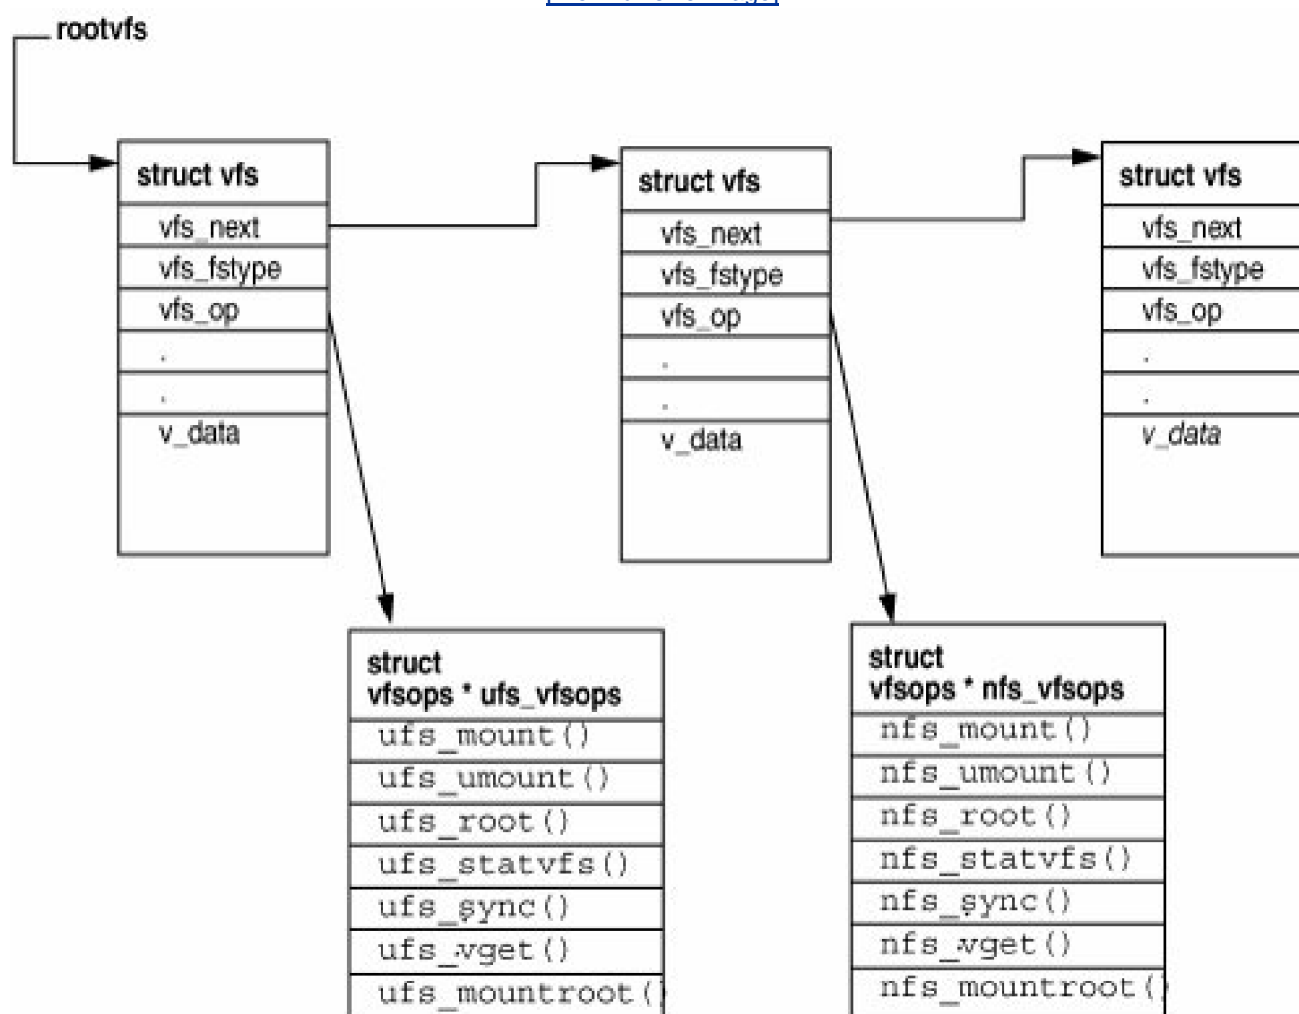 rootvfs
struct vfs
vfs_next
vfs_fstype
vfs_op
.
.
v_data
struct vfs
vfs_next
vfs_fstype
vfs_op
.
.
v_data
struct vfs
vfs_next
vfs_fstype
vfs_op
.
.
v_data
struct
vfsops * ufs_vfsops
ufs_mount()
ufs_umount()
ufs_root()
ufs_statvfs()
ufs_sync()
ufs_vget()
ufs_mountroot()
struct
vfsops * nfs_vfsops
nfs_mount()
nfs_umount()
nfs_root()
nfs_statvfs()
nfs_sync()
nfs_vget()
nfs_mountroot()